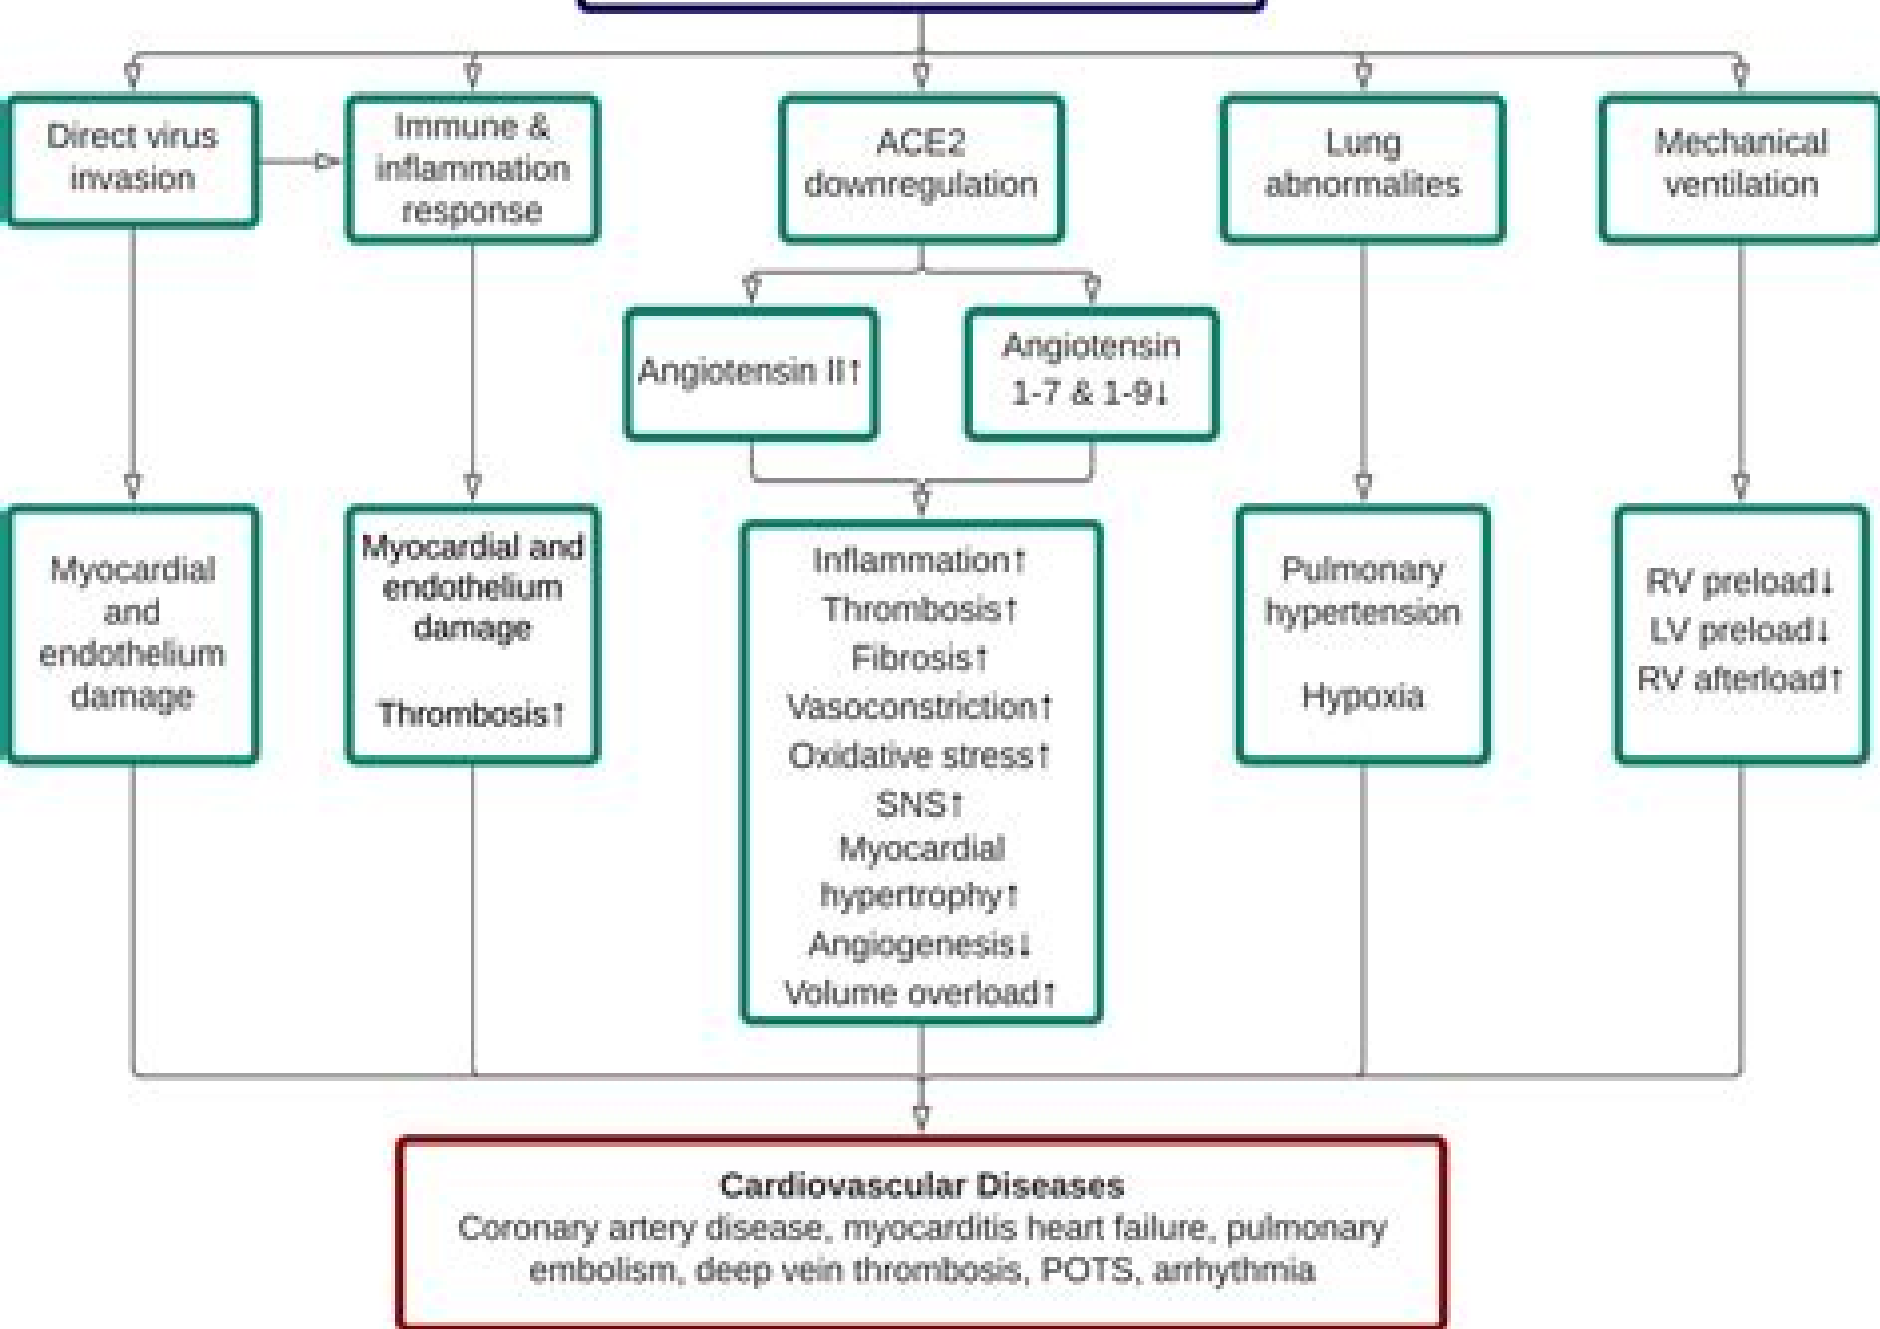 Direct virus
invasion
Immune &
inflammation
response
ACE2
downregulation
Lung
abnormalites
Mechanical
ventilation
Angiotensin II↑
Angiotensin
1-7 & 1-9↓
Myocardial
and
endothelium
damage
Myocardial and
endothelium
damage
Thrombosis↑
Inflammation↑
Thrombosis↑
Fibrosis↑
Vasoconstriction↑
Oxidative stress↑
SNS↑
Myocardial
hypertrophy↑
Angiogenesis↓
Volume overload↑
Pulmonary
hypertension
Hypoxia
RV preload↓
LV preload↓
RV afterload↑
Cardiovascular Diseases
Coronary artery disease, myocarditis heart failure, pulmonary
embolism, deep vein thrombosis, POTS, arrhythmia